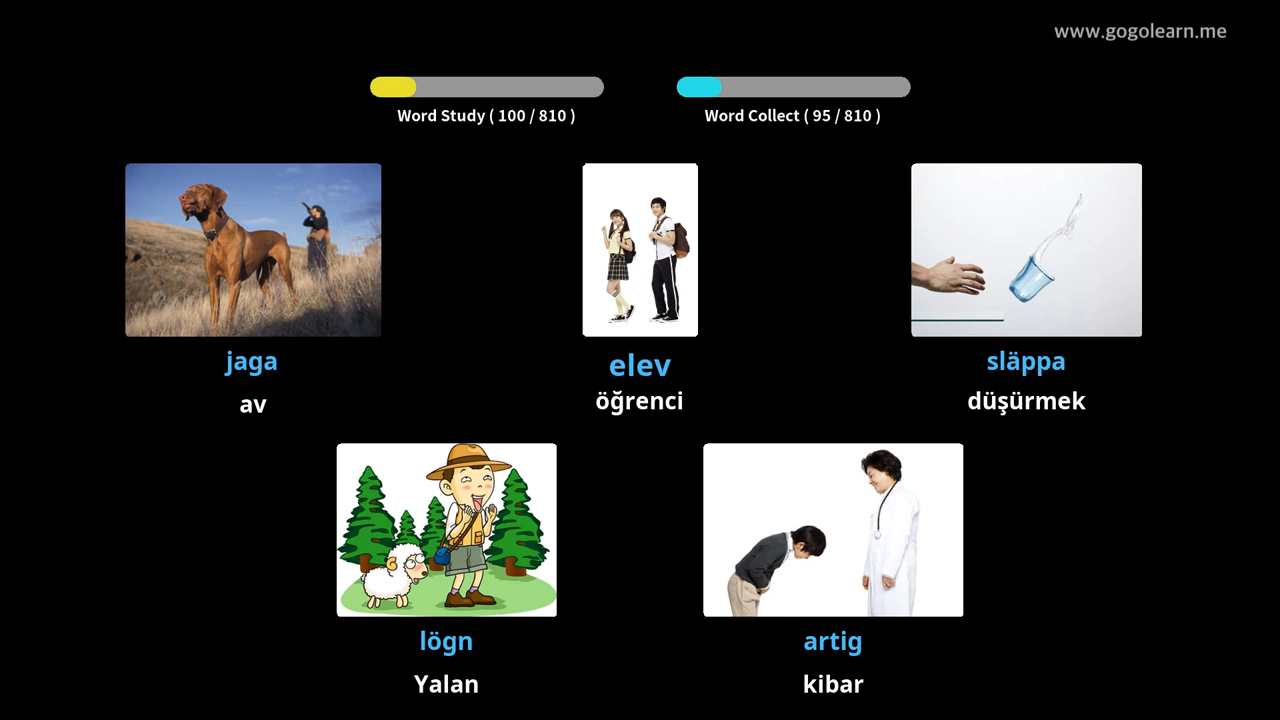 www.gogolearn.me
Word Study ( 100 / 810 )
Word Collect ( 95 / 810 )
jaga
av
elev
öğrenci
släppa
düşürmek
lögn
Yalan
artig
kibar